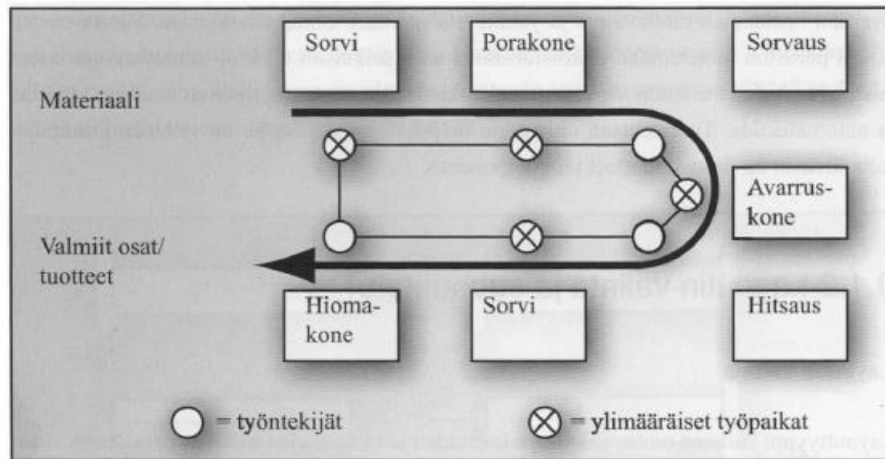 Sorvi
Porakone
Sorvaus
Materiaali
Avarrus-
kone
Valmiit osat/
tuotteet
Hioma-
kone
Sorvi
Hitsaus
= työntekijät
= ylimääräiset työpaikat